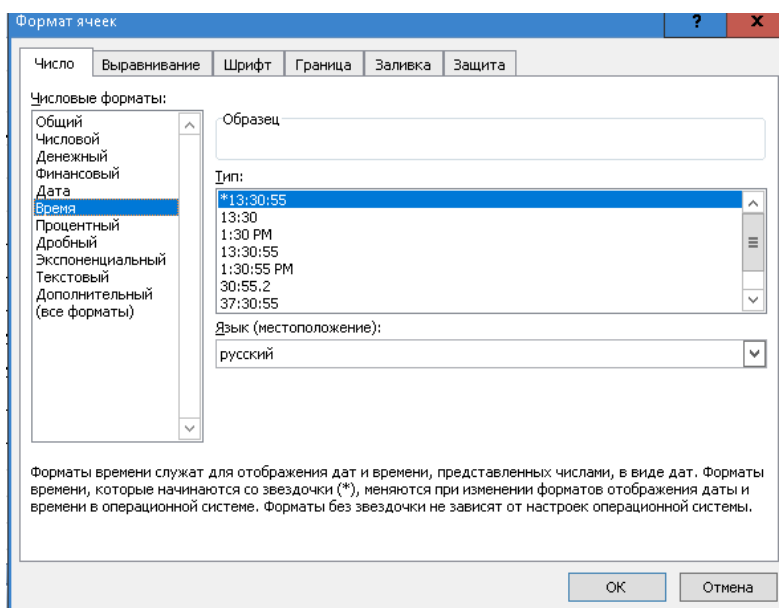 Формат ячеек
?
x
Число
Выравнивание
Шрифт
Граница
Заливка
Защита
Числовые форматы:
Общий
Числовой
Денежный
Финансовый
Дата
Время
Процентный
Дробный
Экспоненциальный
Текстовый
Дополнительный
(все форматы)
Образец
Тип:
*13:30:55
13:30
1:30 PM
13:30:55
1:30:55 PM
30:55.2
37:30:55
Язык (местоположение):
русский
Форматы времени служат для отображения дат и времени, представленных числами, в виде дат. Форматы
времени, которые начинаются со звездочки (*), меняются при изменении форматов отображения даты и
времени в операционной системе. Форматы без звездочки не зависят от настроек операционной системы.
ОК
Отмена